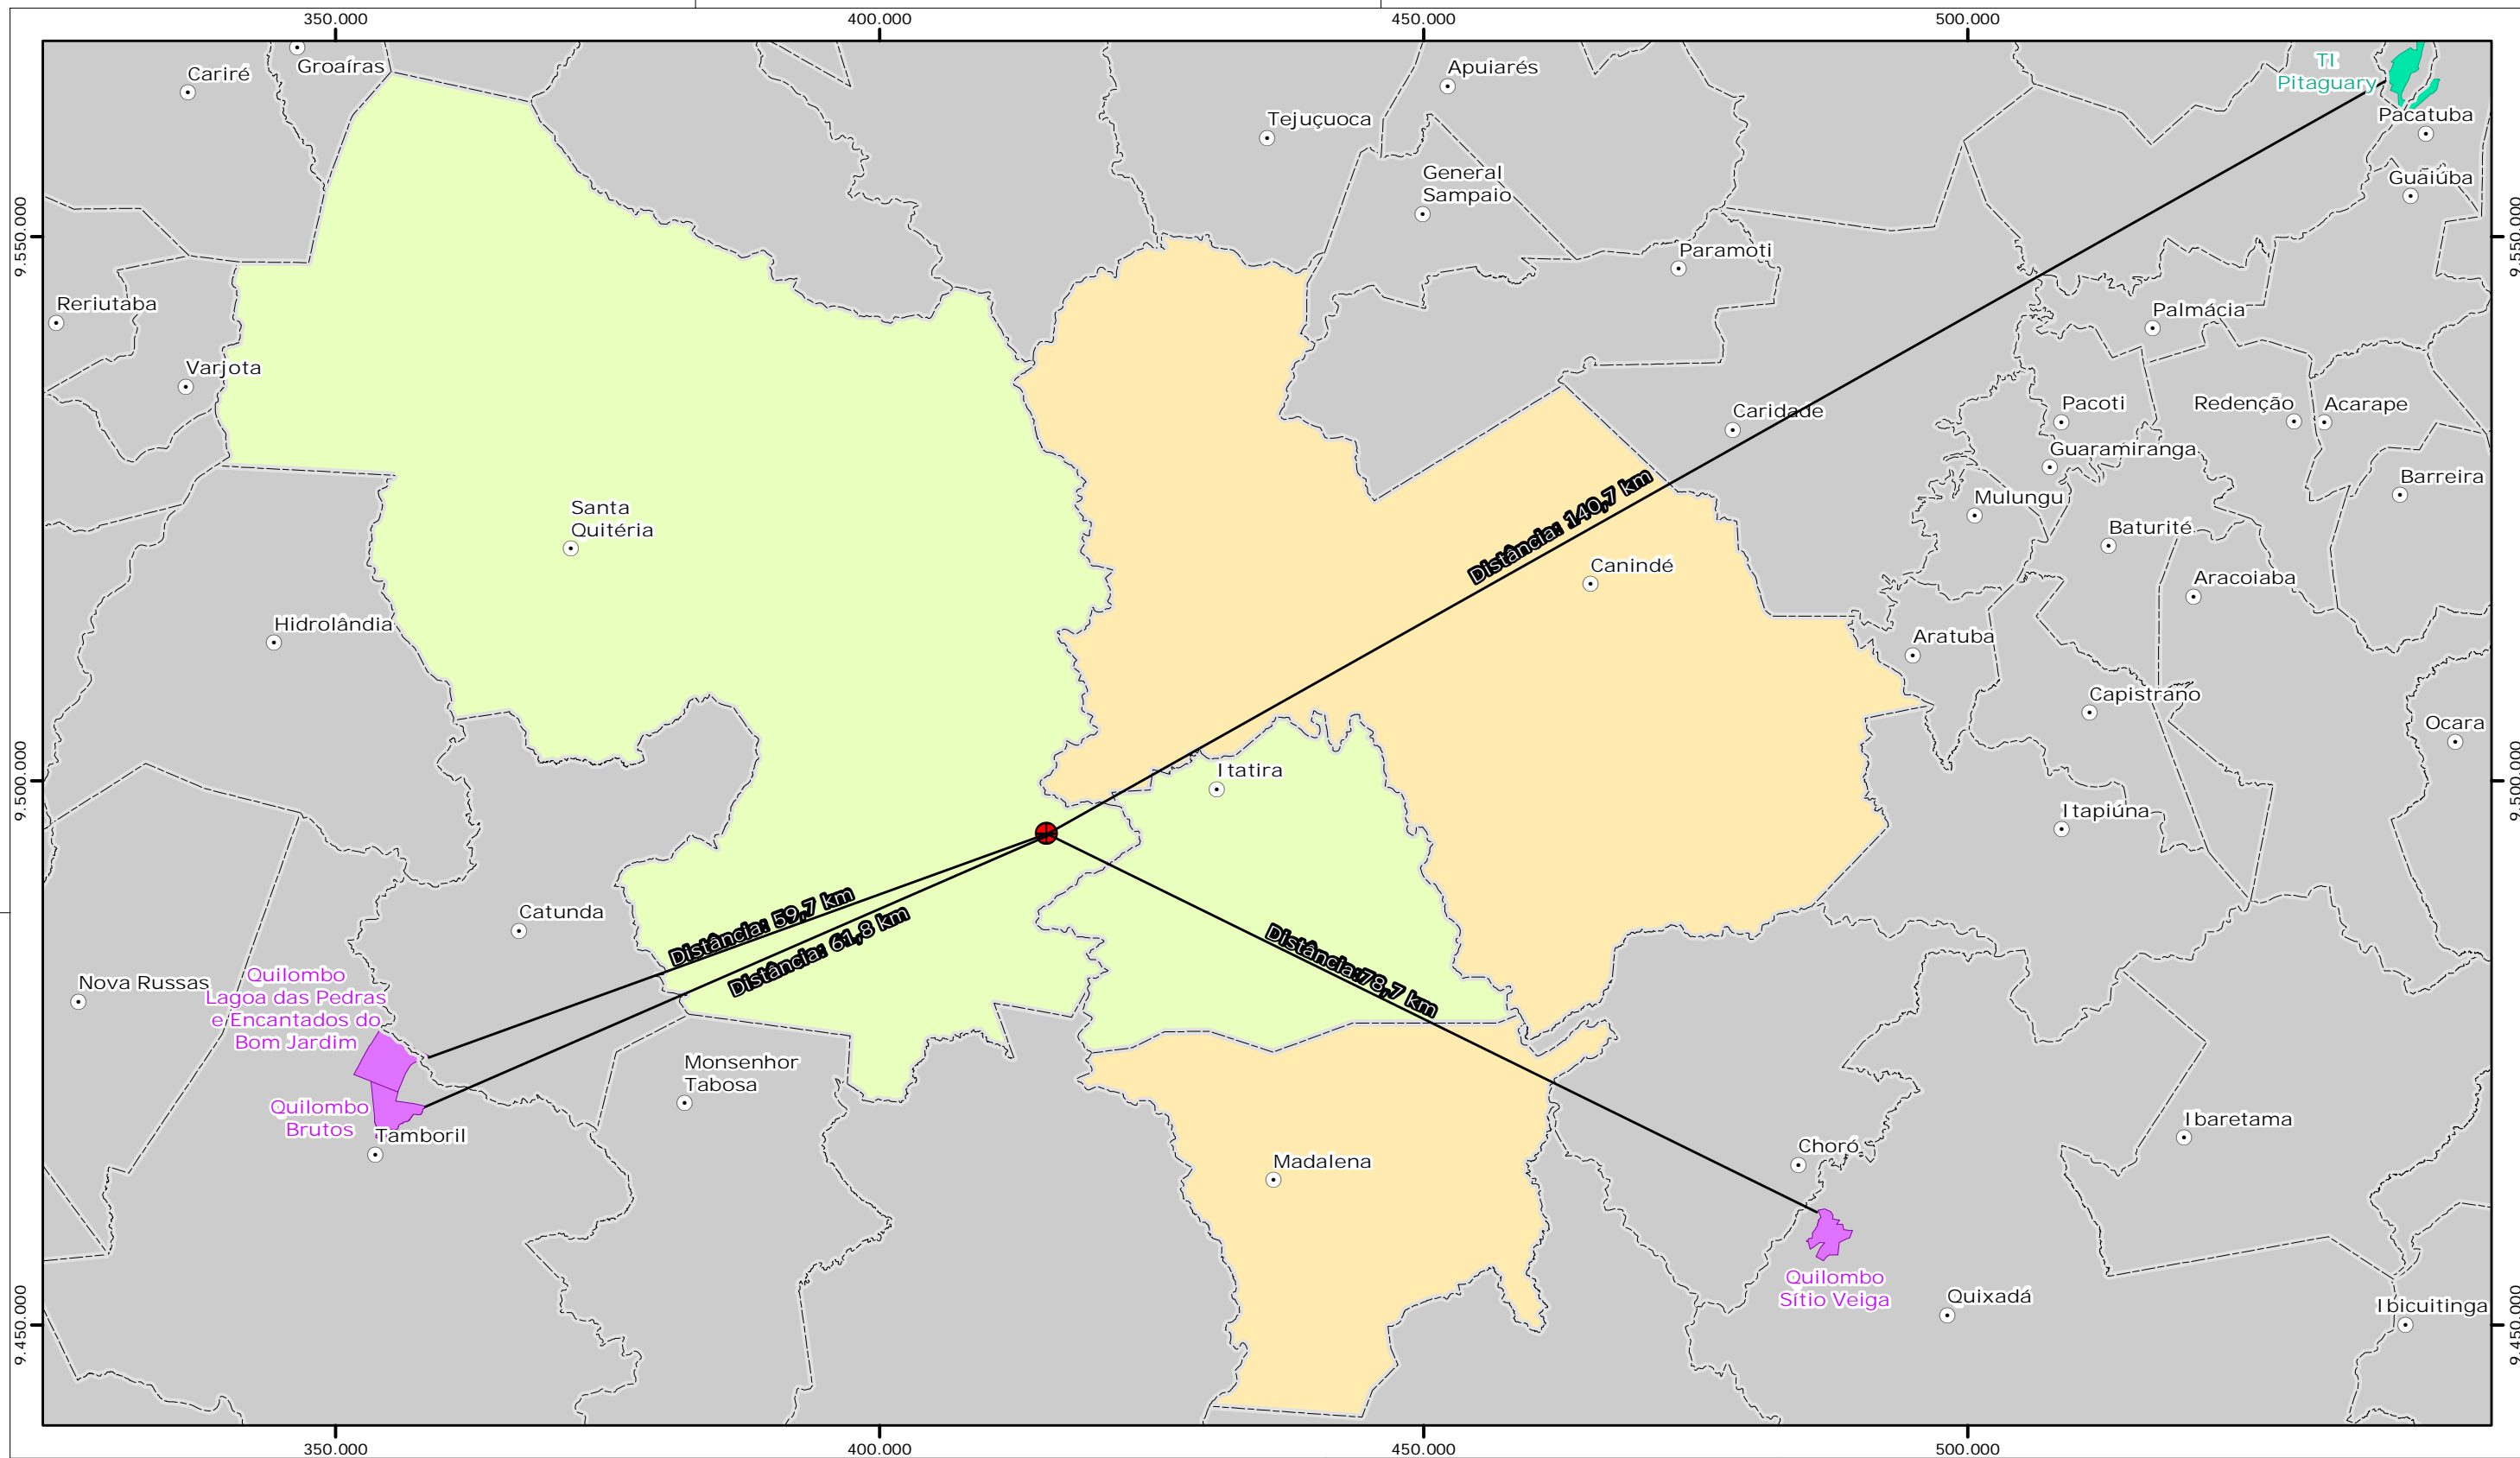 350.000
400.000
450.000
500.000
Cariré
Groaíras
Apuiarés
TI
Pitaguary
Tejuçuoca
Pacatuba
General
Sampaio
Guaiúba
9.550.000
9.550.000
Paramoti
Reriutaba
Palmácia
Varjota
Caridade
Pacoti
Redenção
Acarape
Guaramiranga
Barreira
Distância: 140,7 km
Mulungu
Santa
Quitéria
Baturité
Canindé
Aracoiaba
Hidrolândia
Aratuba
Capistrano
Ocara
9.500.000
9.500.000
Itatira
Itapiúna
Distância: 59,7 km
Catunda
Distância: 61,8 km
Distância:78,7 km
Nova Russas
Quilombo
Lagoa das Pedras
e Encantados do
Bom Jardim
Monsenhor
Tabosa
Quilombo
Brutos
Tamboril
Ibaretama
Choró
Madalena
Quilombo
Sítio Veiga
Quixadá
Ibicuitinga
9.450.000
9.450.000
350.000
400.000
450.000
500.000